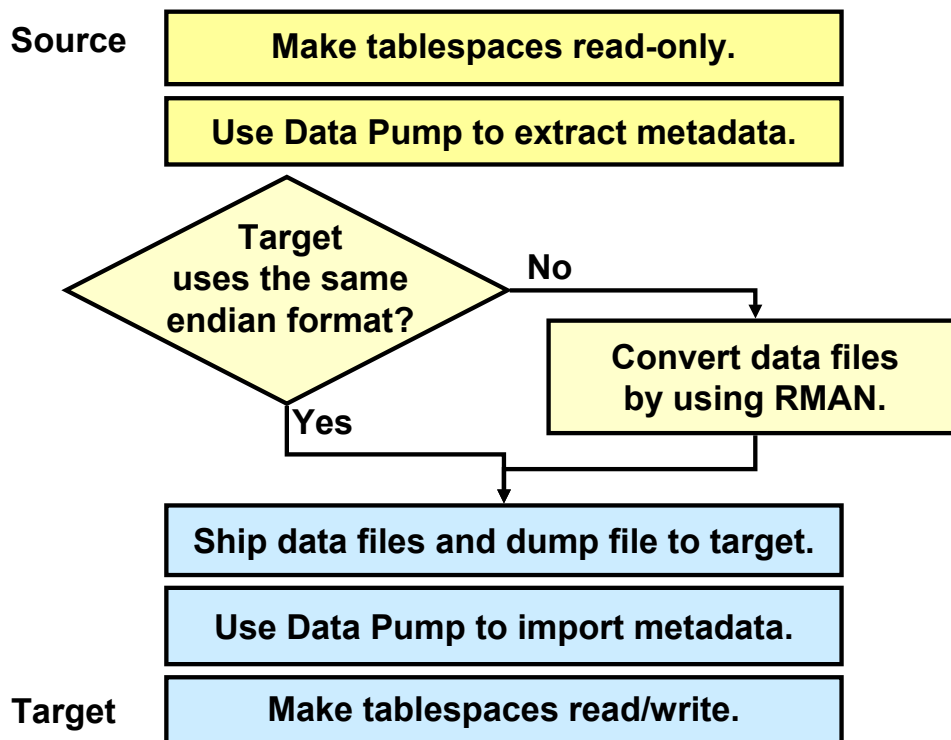 Source
Make tablespaces read-only.
Use Data Pump to extract metadata.
Target
uses the same
endian format?
No
Convert data files
by using RMAN.
Yes
Ship data files and dump file to target.
Use Data Pump to import metadata.
Target
Make tablespaces read/write.